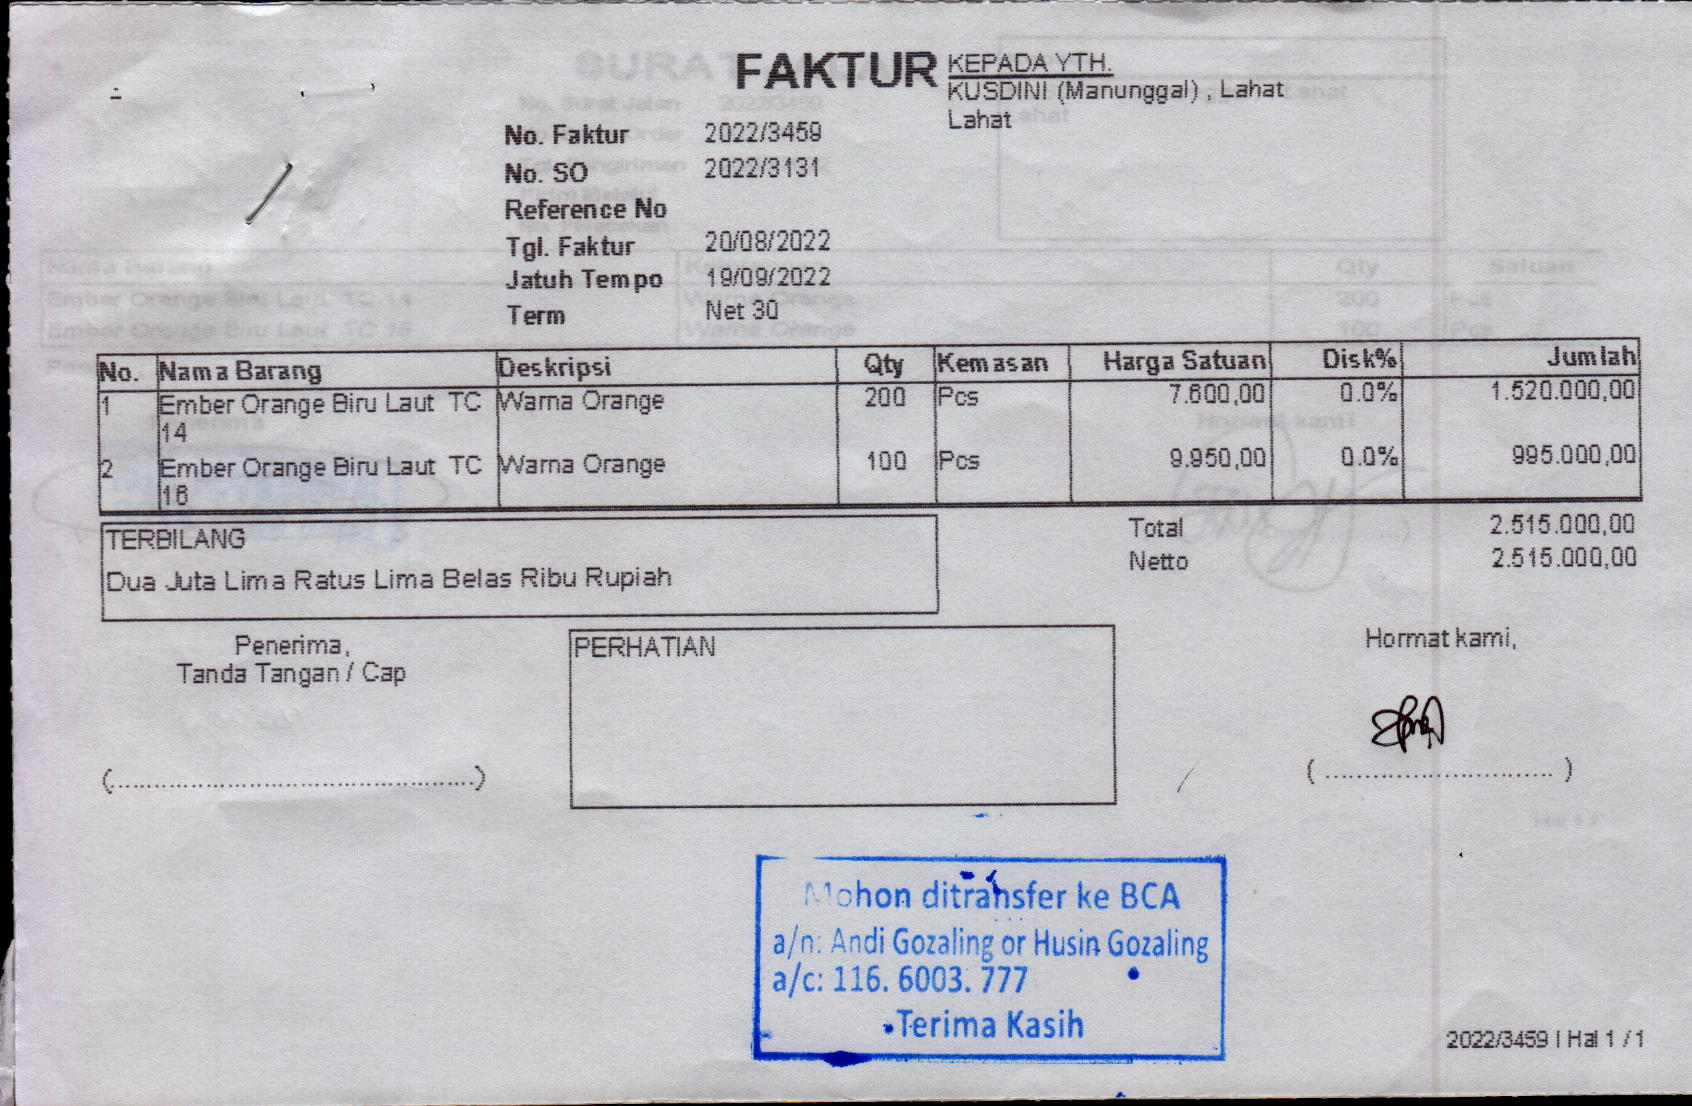 FAKTUR
KEPADA YTH.
KUSDINI (Manunggal) , Lahat
Lahat
No. Faktur 2022/3459
No. SO 2022/3131
Reference No
Tgl. Faktur 20/08/2022
Jatuh Tempo 19/09/2022
Term Net 30
No. Nama Barang Deskripsi Qty Kemasan Harga Satuan Disk% Jumlah
1 Ember Orange Biru Laut TC Warna Orange 200 Pcs 7.600,00 0.0% 1.520.000,00
14
2 Ember Orange Biru Laut TC Warna Orange 100 Pcs 9.950,00 0.0% 995.000,00
16
TERBILANG
Dua Juta Lima Ratus Lima Belas Ribu Rupiah
Total 2.515.000,00
Netto 2.515.000,00
Penerima,
Tanda Tangan / Cap
(..............................................)
PERHATIAN
Hormat kami,
( ............................. )
Mohon ditransfer ke BCA
a/n: Andi Gozaling or Husin Gozaling
a/c: 116. 6003. 777
Terima Kasih
2022/3459 | Hal 1 / 1